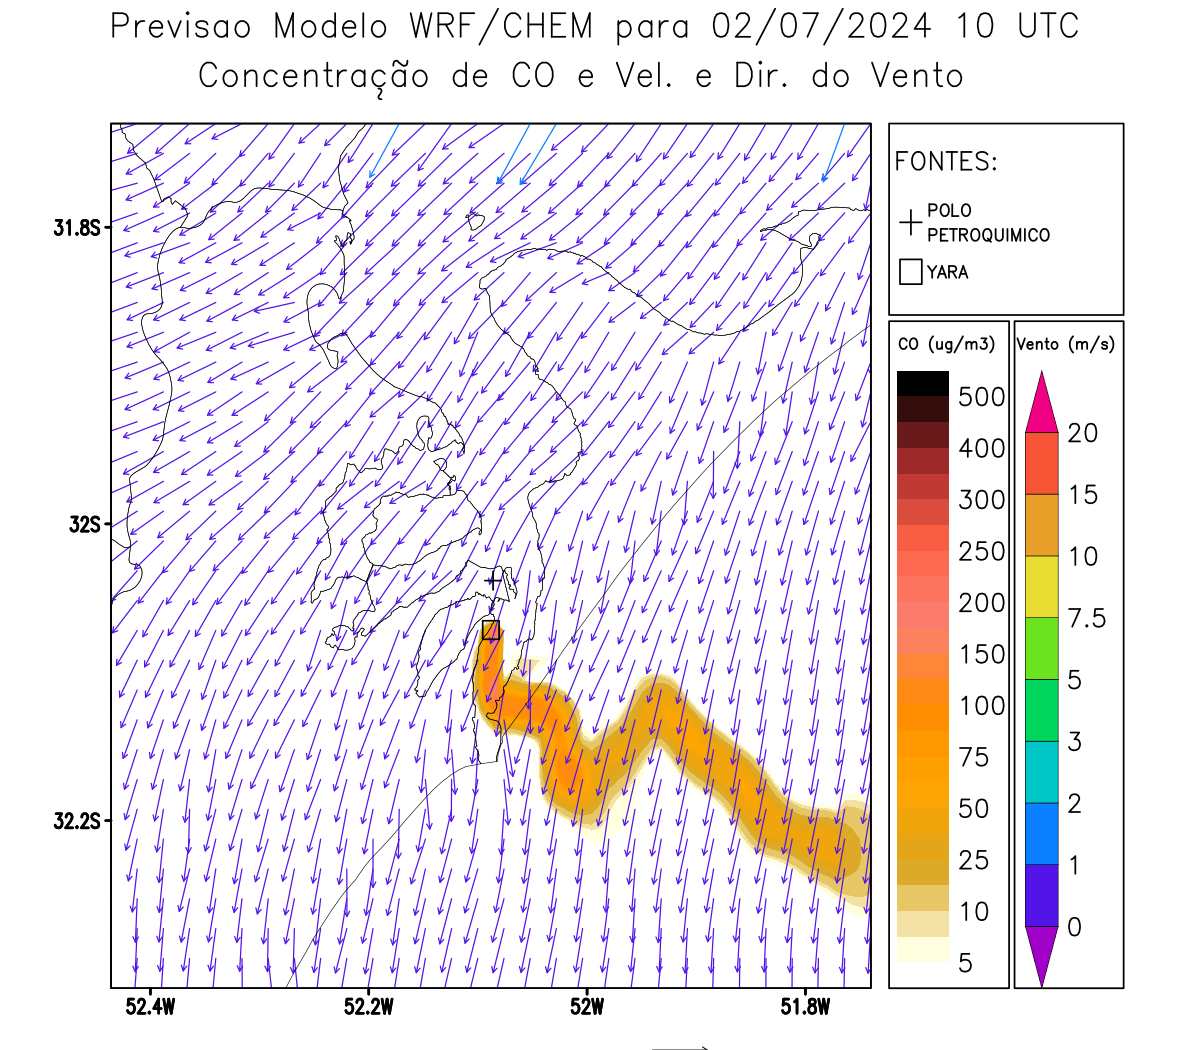 Previsao Modelo WRF/CHEM para 02/07/2024 10 UTC
Concentração de CO e Vel. e Dir. do Vento
FONTES:
POLO
PETROQUIMICO
YARA
CO (ug/m3)
500
400
300
250
200
150
100
75
50
25
10
5
Vento (m/s)
20
15
10
7.5
5
3
2
1
0
31.8S
32S
32.2S
52.4W
52.2W
52W
51.8W